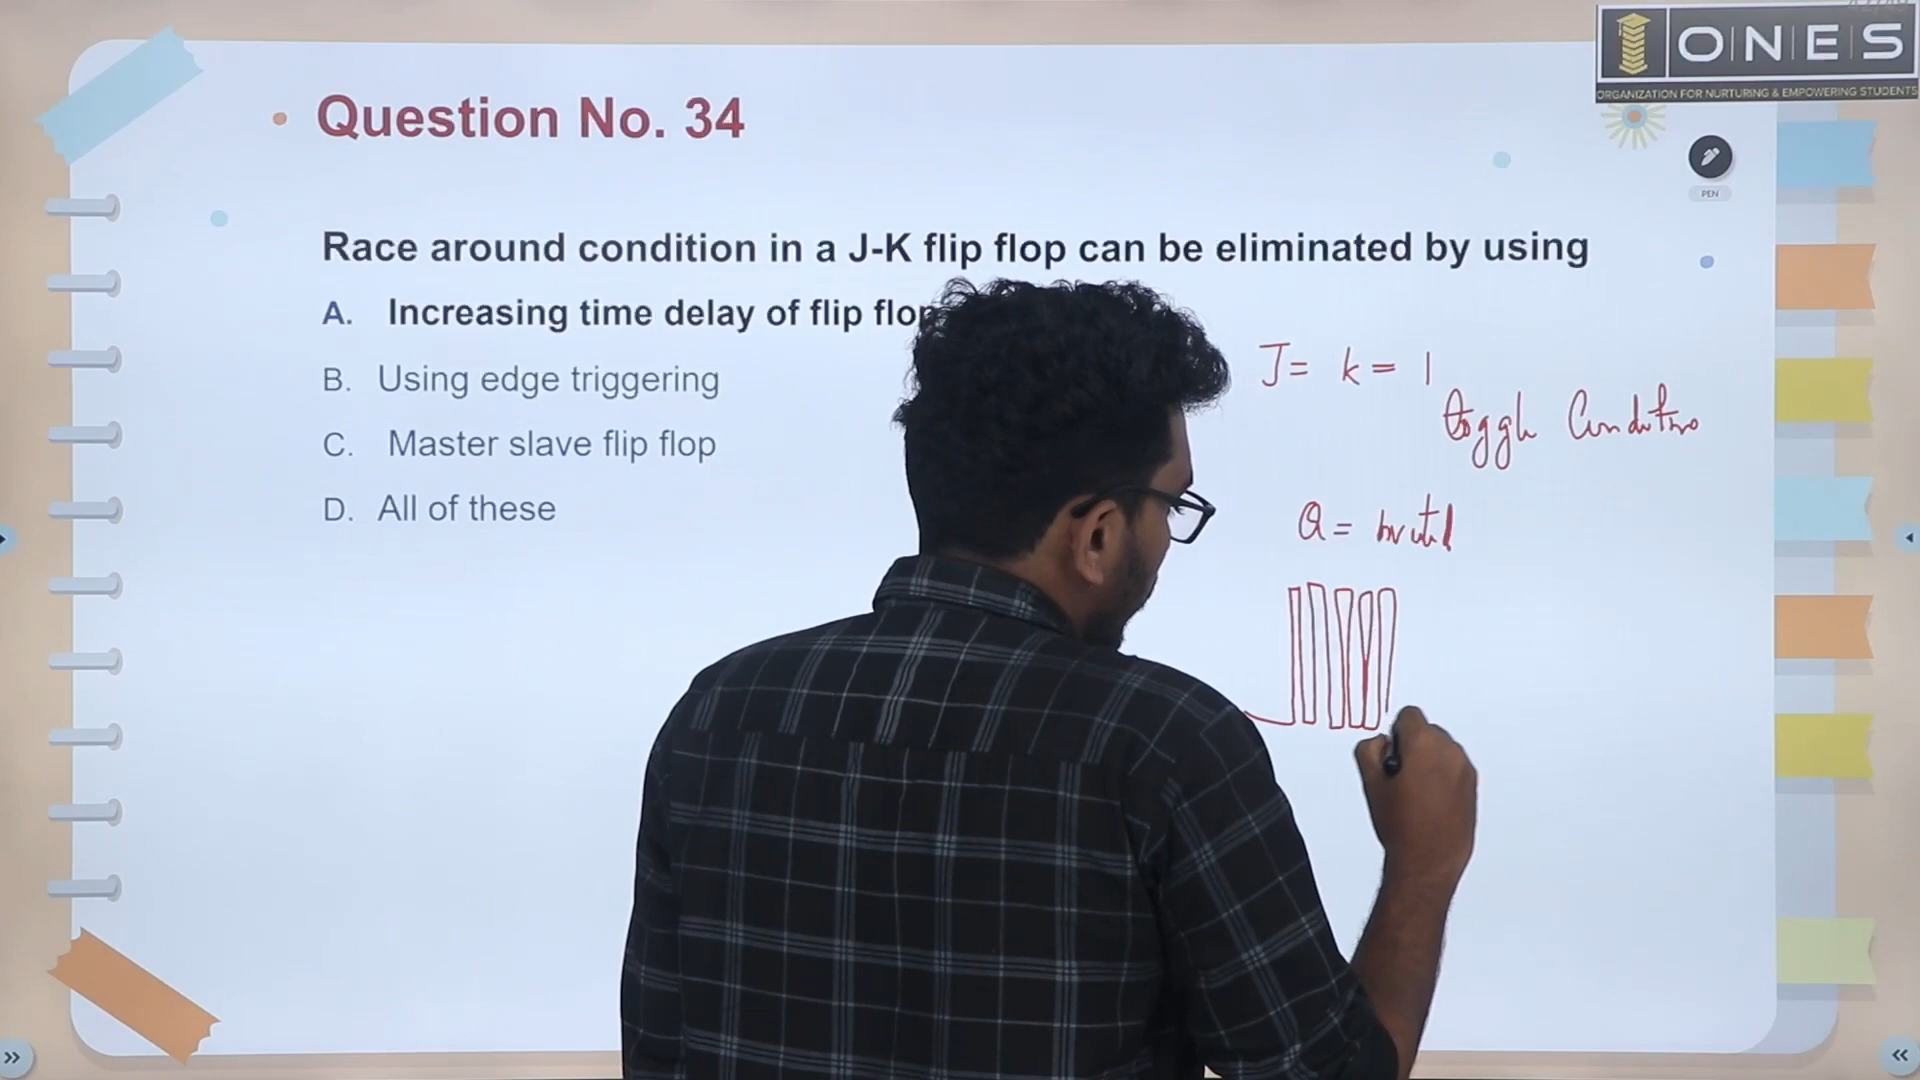 ONES
ORGANIZATION FOR NURTURING & EMPOWERING STUDENTS
Question No. 34
PEN
Race around condition in a J-K flip flop can be eliminated by using
A. Increasing time delay of flip flop
B. Using edge triggering
C. Master slave flip flop
D. All of these
J = k = 1
toggle Condition
Q =